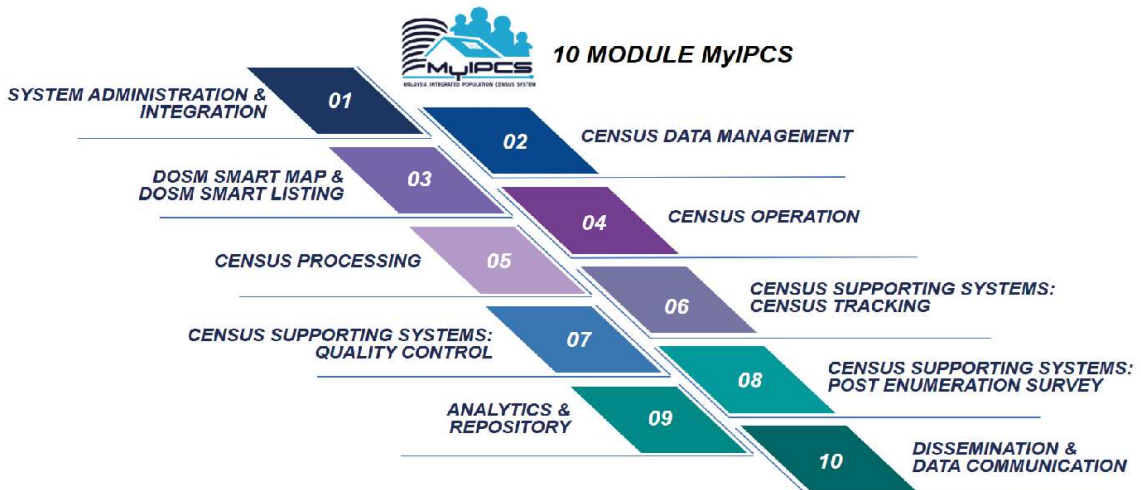 MyIPCS
MALAYSIA INTEGRATED POPULATION CENSUS SYSTEM
10 MODULE MyIPCS
01
SYSTEM ADMINISTRATION &
INTEGRATION
02
CENSUS DATA MANAGEMENT
03
DOSM SMART MAP &
DOSM SMART LISTING
04
CENSUS OPERATION
05
CENSUS PROCESSING
06
CENSUS SUPPORTING SYSTEMS:
CENSUS TRACKING
07
CENSUS SUPPORTING SYSTEMS:
QUALITY CONTROL
08
CENSUS SUPPORTING SYSTEMS:
POST ENUMERATION SURVEY
09
ANALYTICS &
REPOSITORY
10
DISSEMINATION &
DATA COMMUNICATION